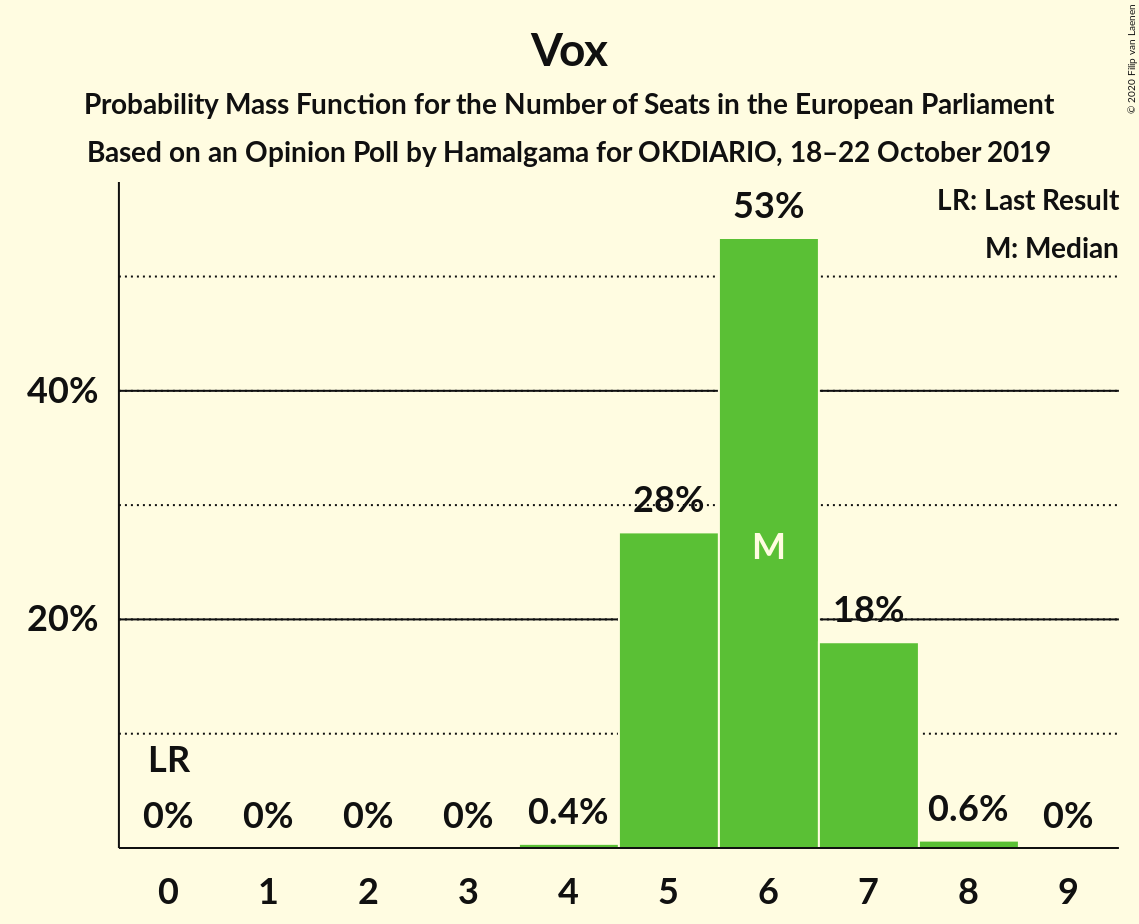 Vox
Probability Mass Function for the Number of Seats in the European Parliament
Based on an Opinion Poll by Hamalgama for OKDIARIO, 18–22 October 2019
© 2020 Filip van Laenen
LR: Last Result
M: Median
53%
40%
28%
M
20%
18%
LR
0% 0% 0% 0% 0.4% 0.6% 0%
0 1 2 3 4 5 6 7 8 9